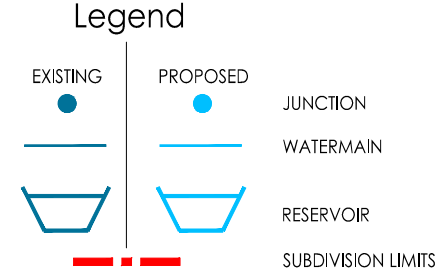 Legend
EXISTING PROPOSED
JUNCTION
WATERMAIN
RESERVOIR
SUBDIVISION LIMITS